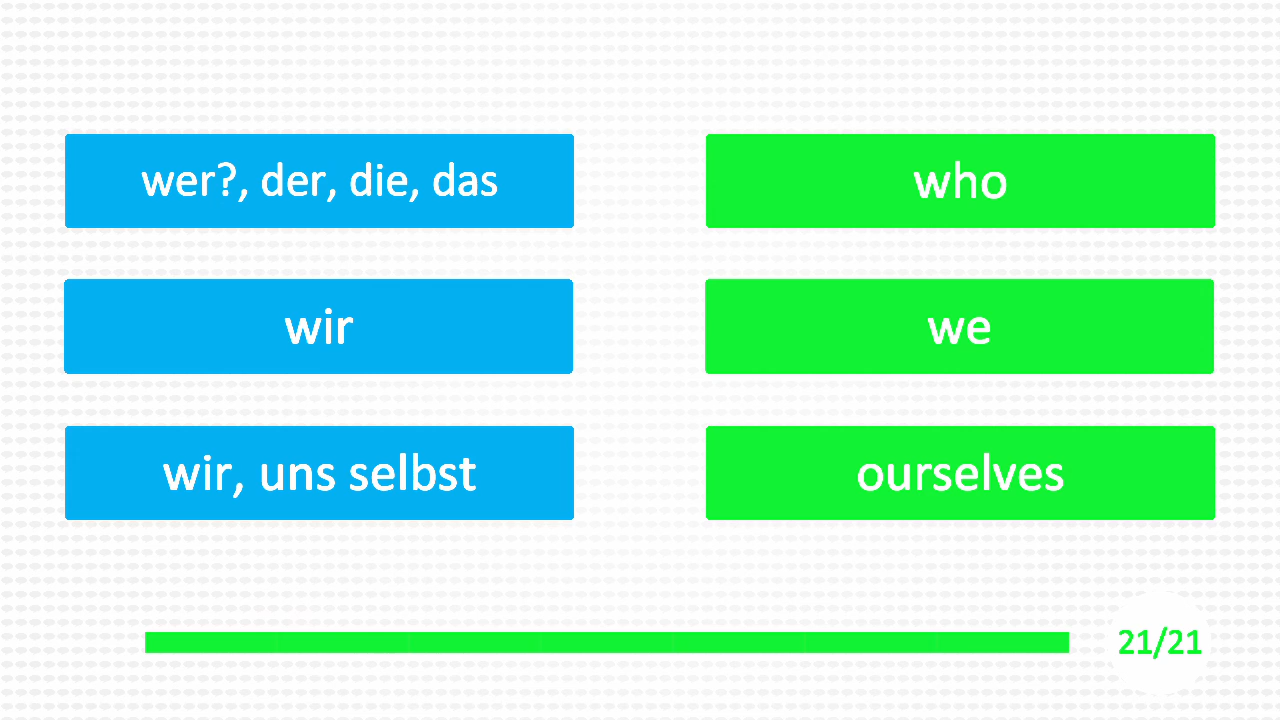 wer?, der, die, das
who
wir
we
wir, uns selbst
ourselves
21/21